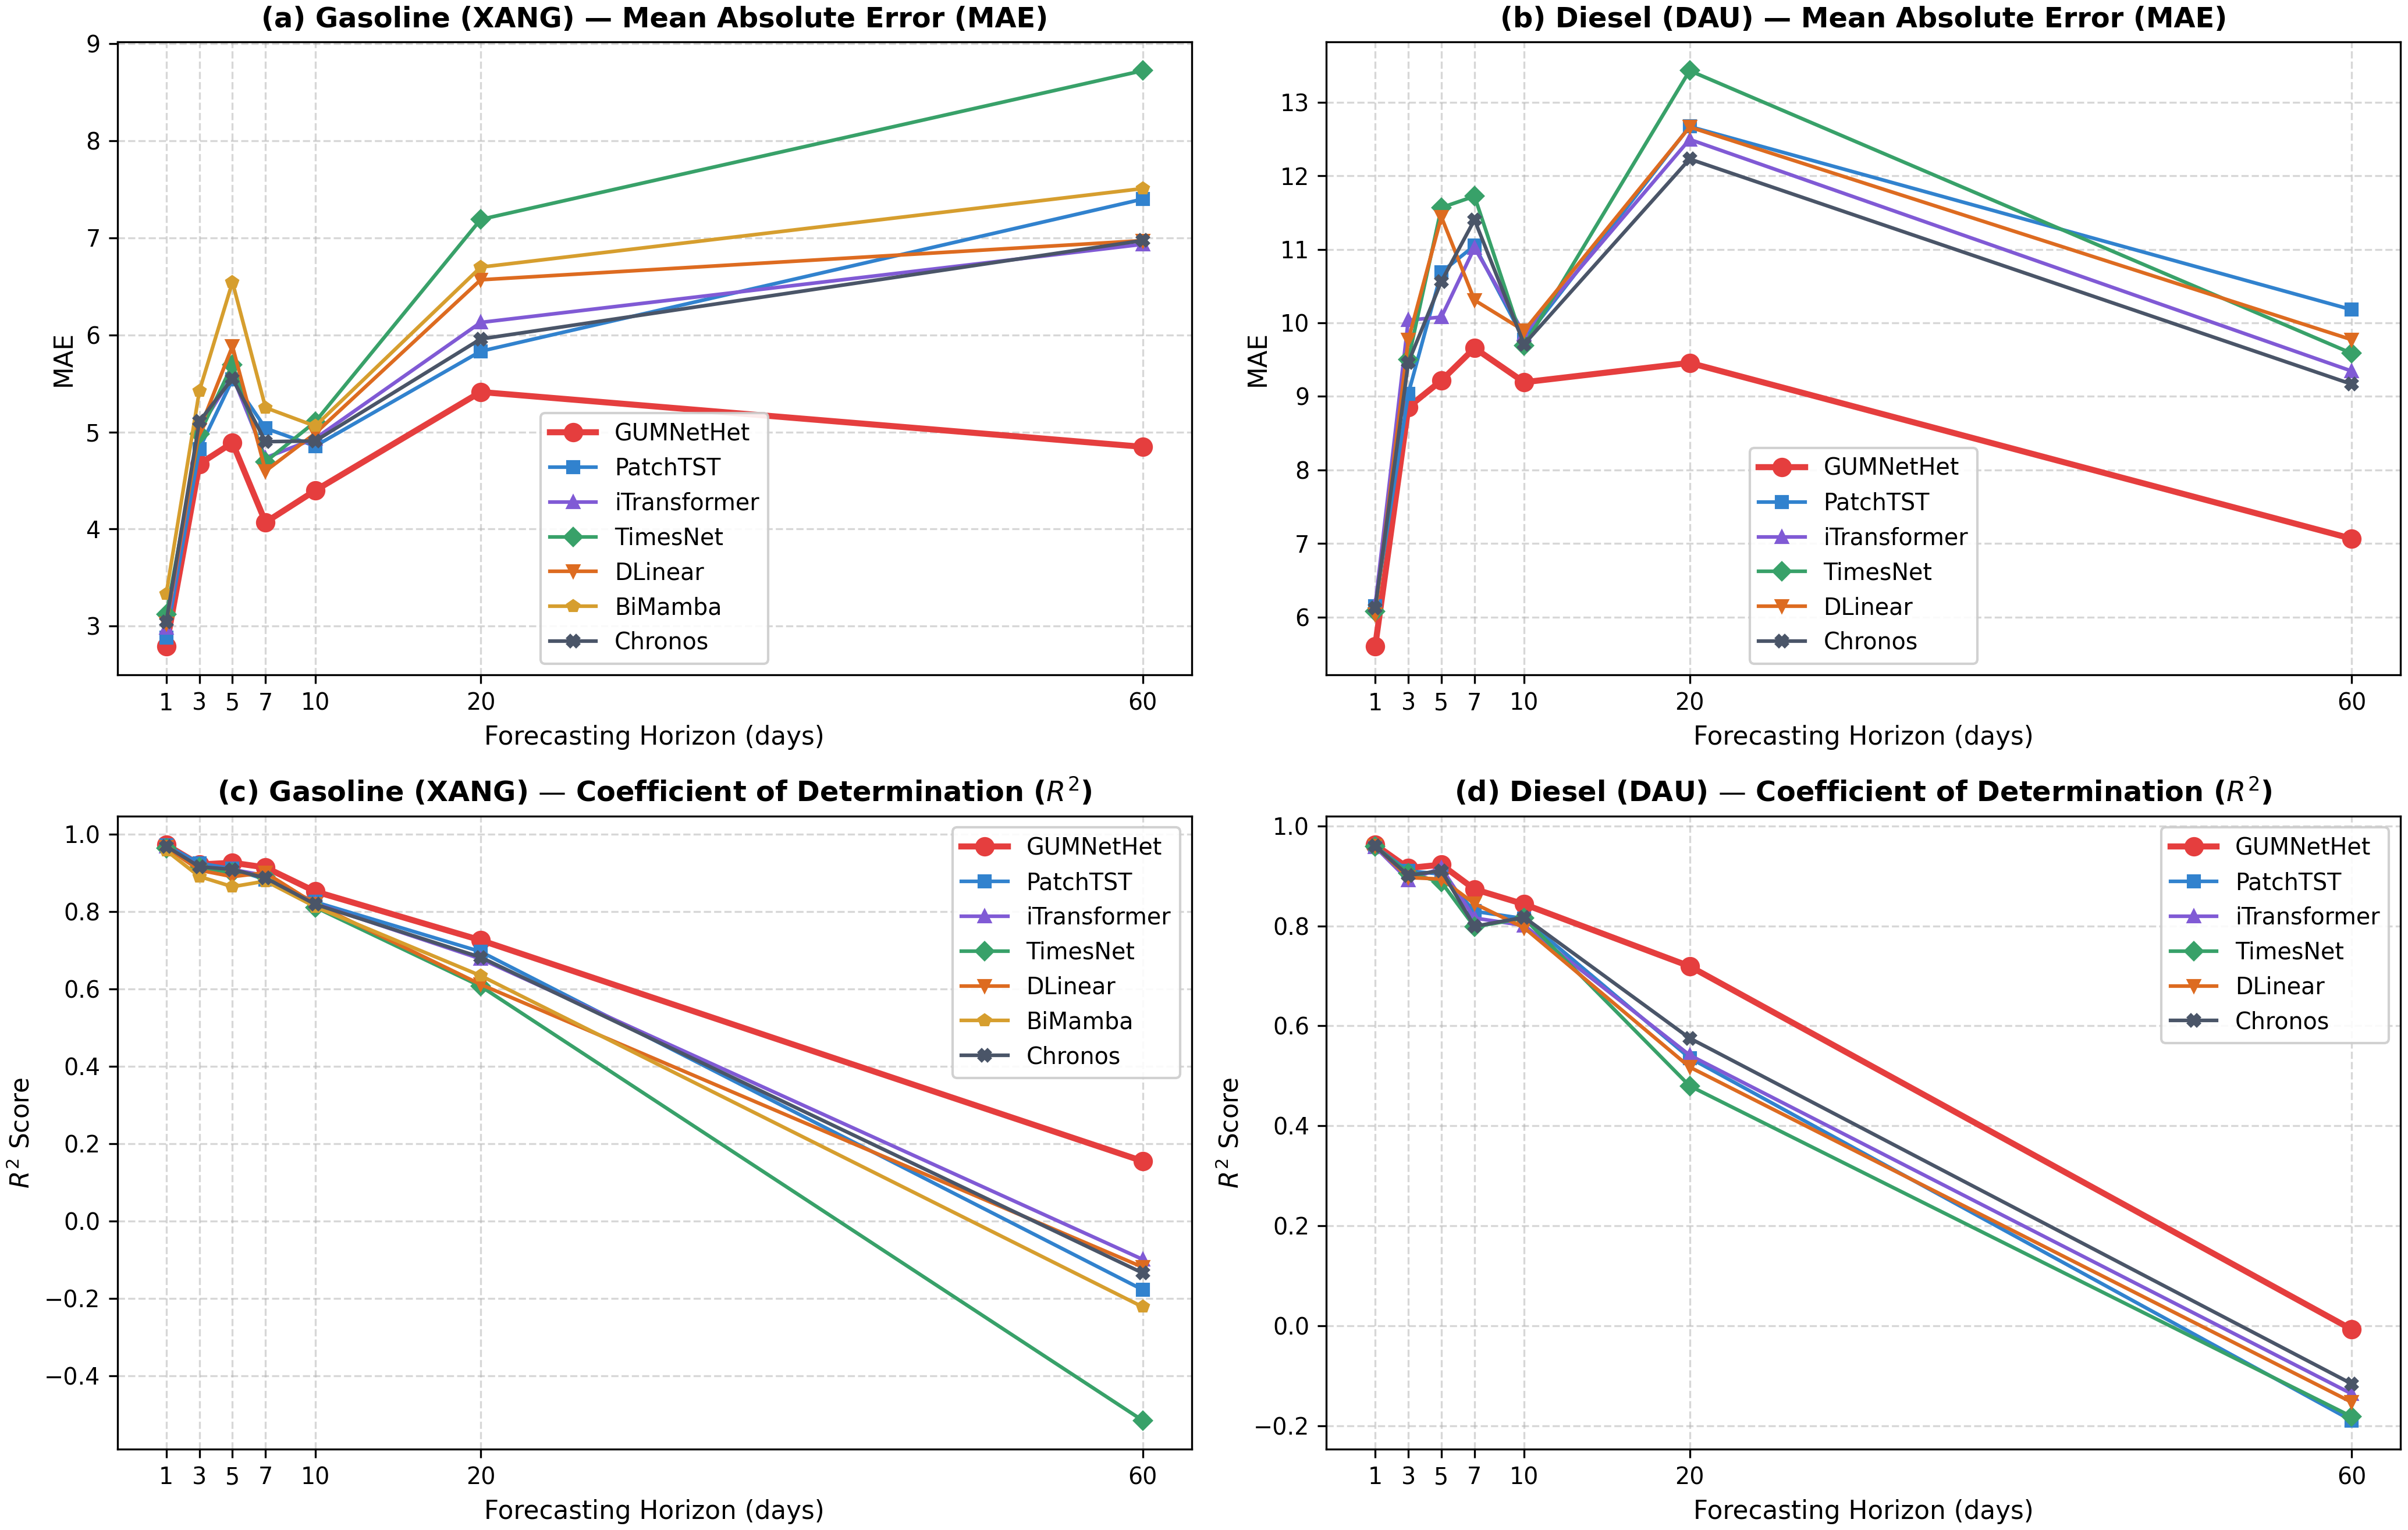 (a) Gasoline (XANG) — Mean Absolute Error (MAE)
9
8
7
6
5
4
3
MAE
GUMNetHet
PatchTST
iTransformer
TimesNet
DLinear
BiMamba
Chronos
1 3 5 7 10 20 60
Forecasting Horizon (days)
(b) Diesel (DAU) — Mean Absolute Error (MAE)
13
12
11
10
9
8
7
6
MAE
GUMNetHet
PatchTST
iTransformer
TimesNet
DLinear
Chronos
1 3 5 7 10 20 60
Forecasting Horizon (days)
(c) Gasoline (XANG) — Coefficient of Determination (R²)
1.0
0.8
0.6
0.4
0.2
0.0
−0.2
−0.4
R² Score
GUMNetHet
PatchTST
iTransformer
TimesNet
DLinear
BiMamba
Chronos
1 3 5 7 10 20 60
Forecasting Horizon (days)
(d) Diesel (DAU) — Coefficient of Determination (R²)
1.0
0.8
0.6
0.4
0.2
0.0
−0.2
R² Score
GUMNetHet
PatchTST
iTransformer
TimesNet
DLinear
Chronos
1 3 5 7 10 20 60
Forecasting Horizon (days)